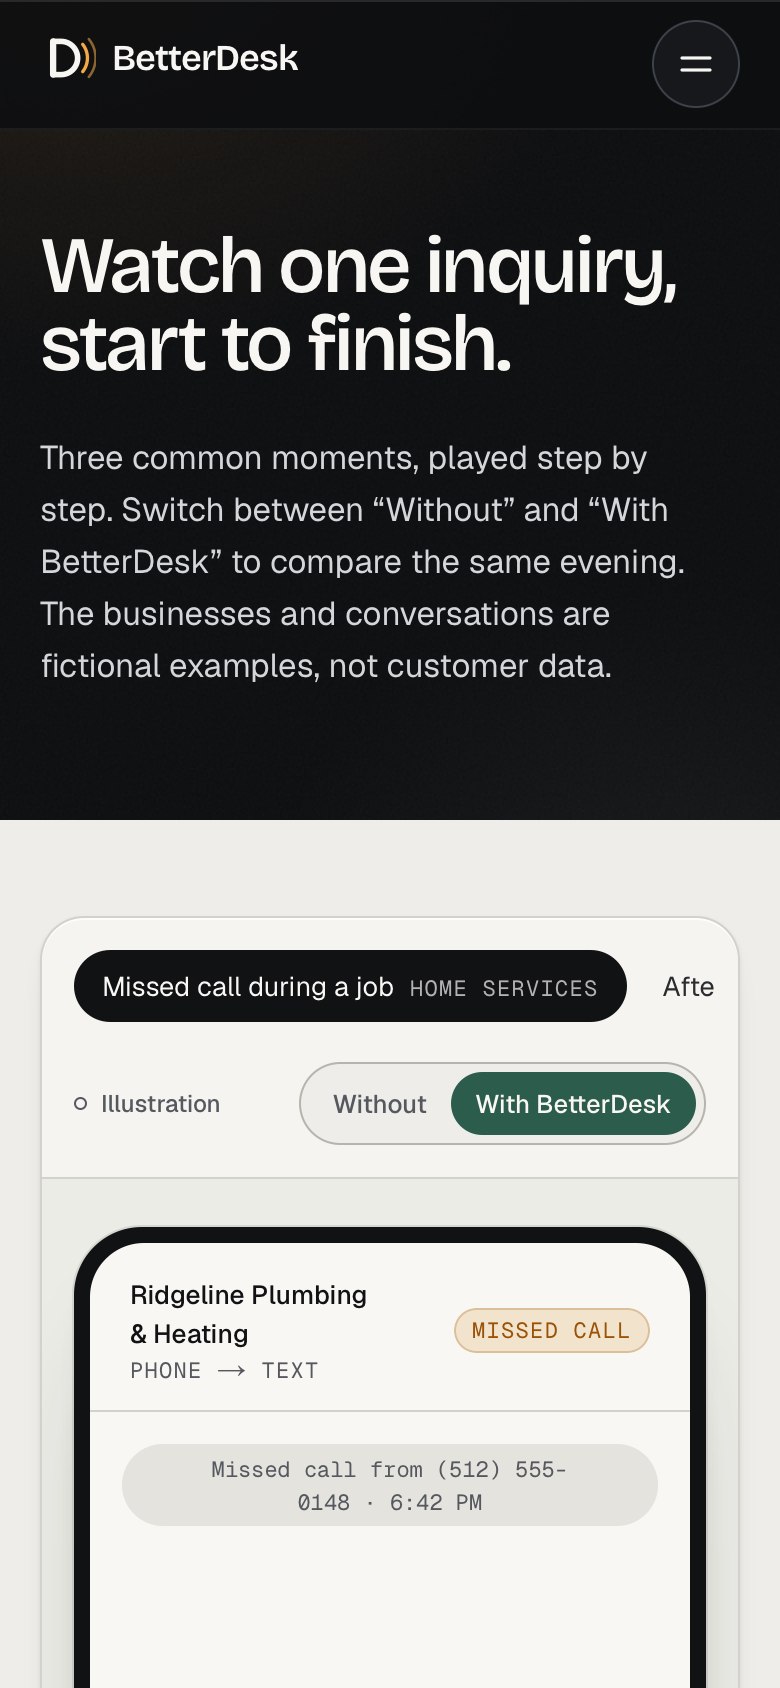 BetterDesk
Watch one inquiry,
start to finish.
Three common moments, played step by
step. Switch between “Without” and “With
BetterDesk” to compare the same evening.
The businesses and conversations are
fictional examples, not customer data.
Missed call during a job HOME SERVICES Afte
Illustration Without With BetterDesk
Ridgeline Plumbing
& Heating
PHONE → TEXT
MISSED CALL
Missed call from (512) 555-
0148 · 6:42 PM